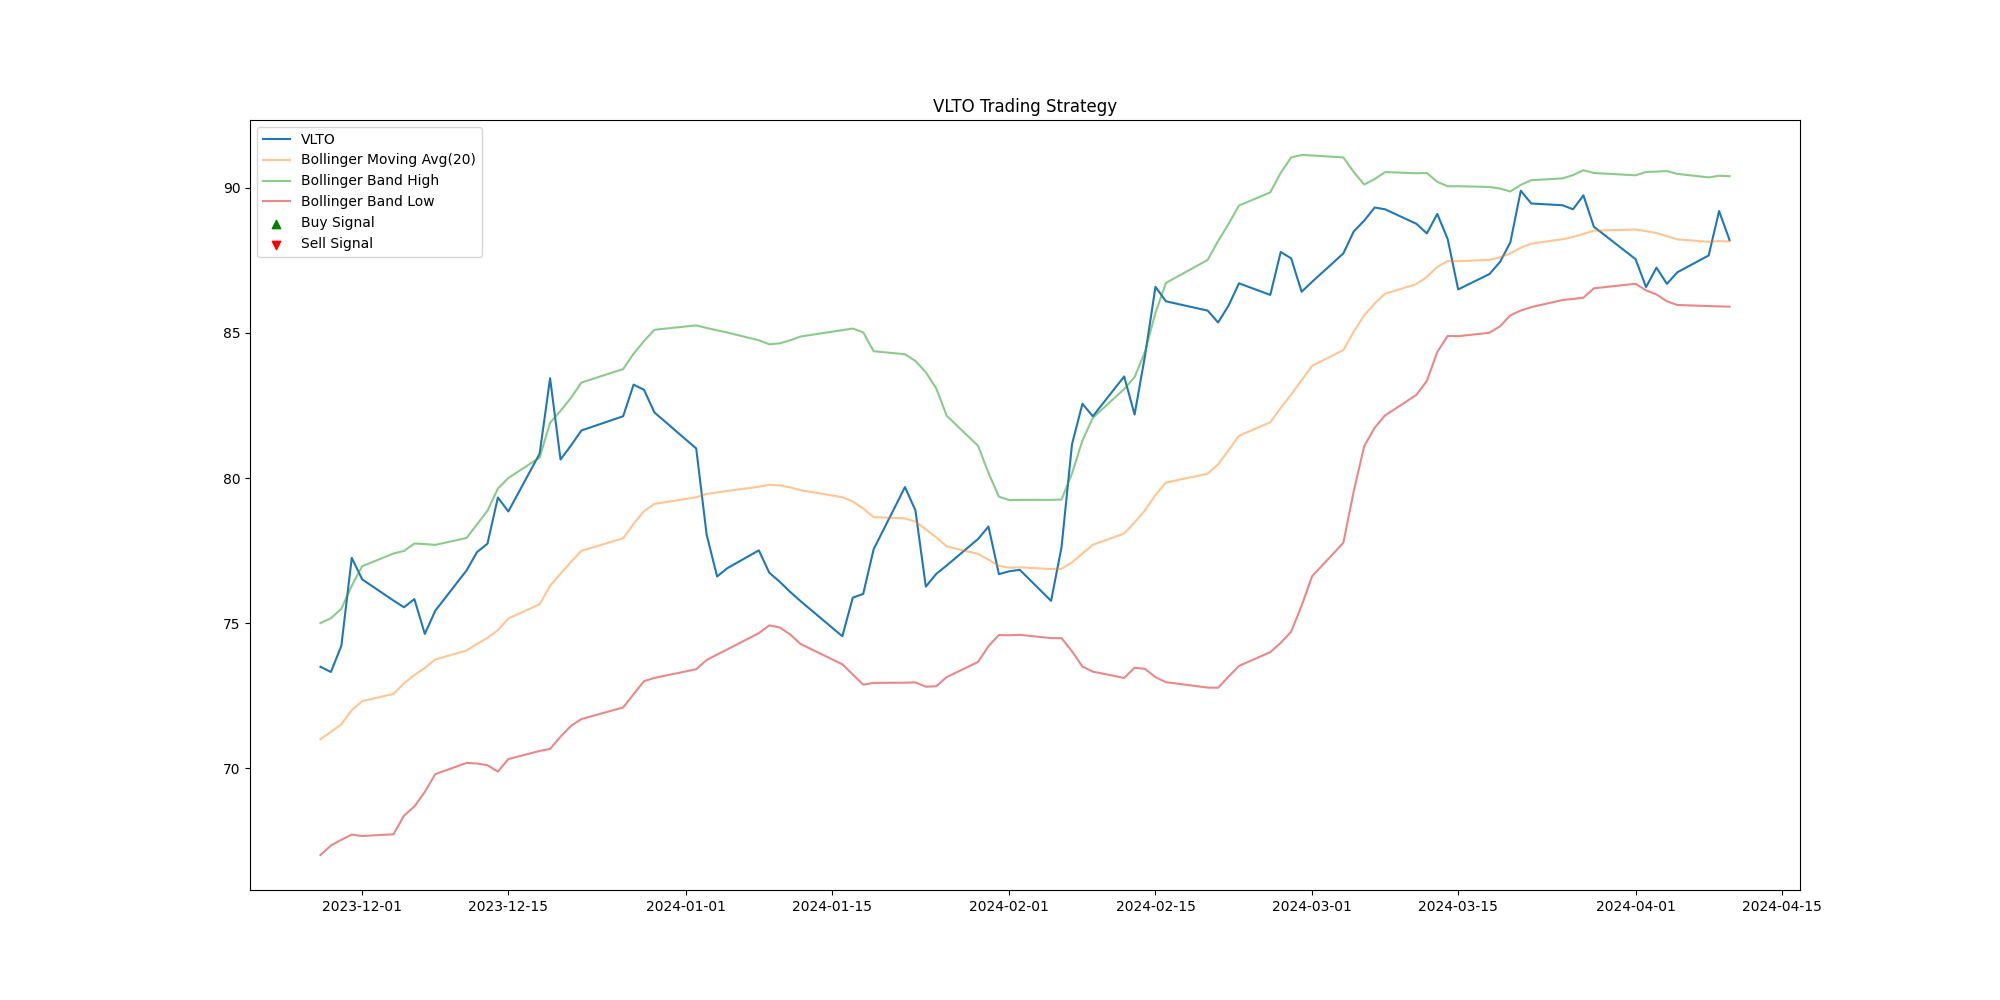 VLTO Trading Strategy
VLTO
Bollinger Moving Avg(20)
Bollinger Band High
Bollinger Band Low
Buy Signal
Sell Signal
90
85
80
75
70
2023-12-01 2023-12-15 2024-01-01 2024-01-15 2024-02-01 2024-02-15 2024-03-01 2024-03-15 2024-04-01 2024-04-15